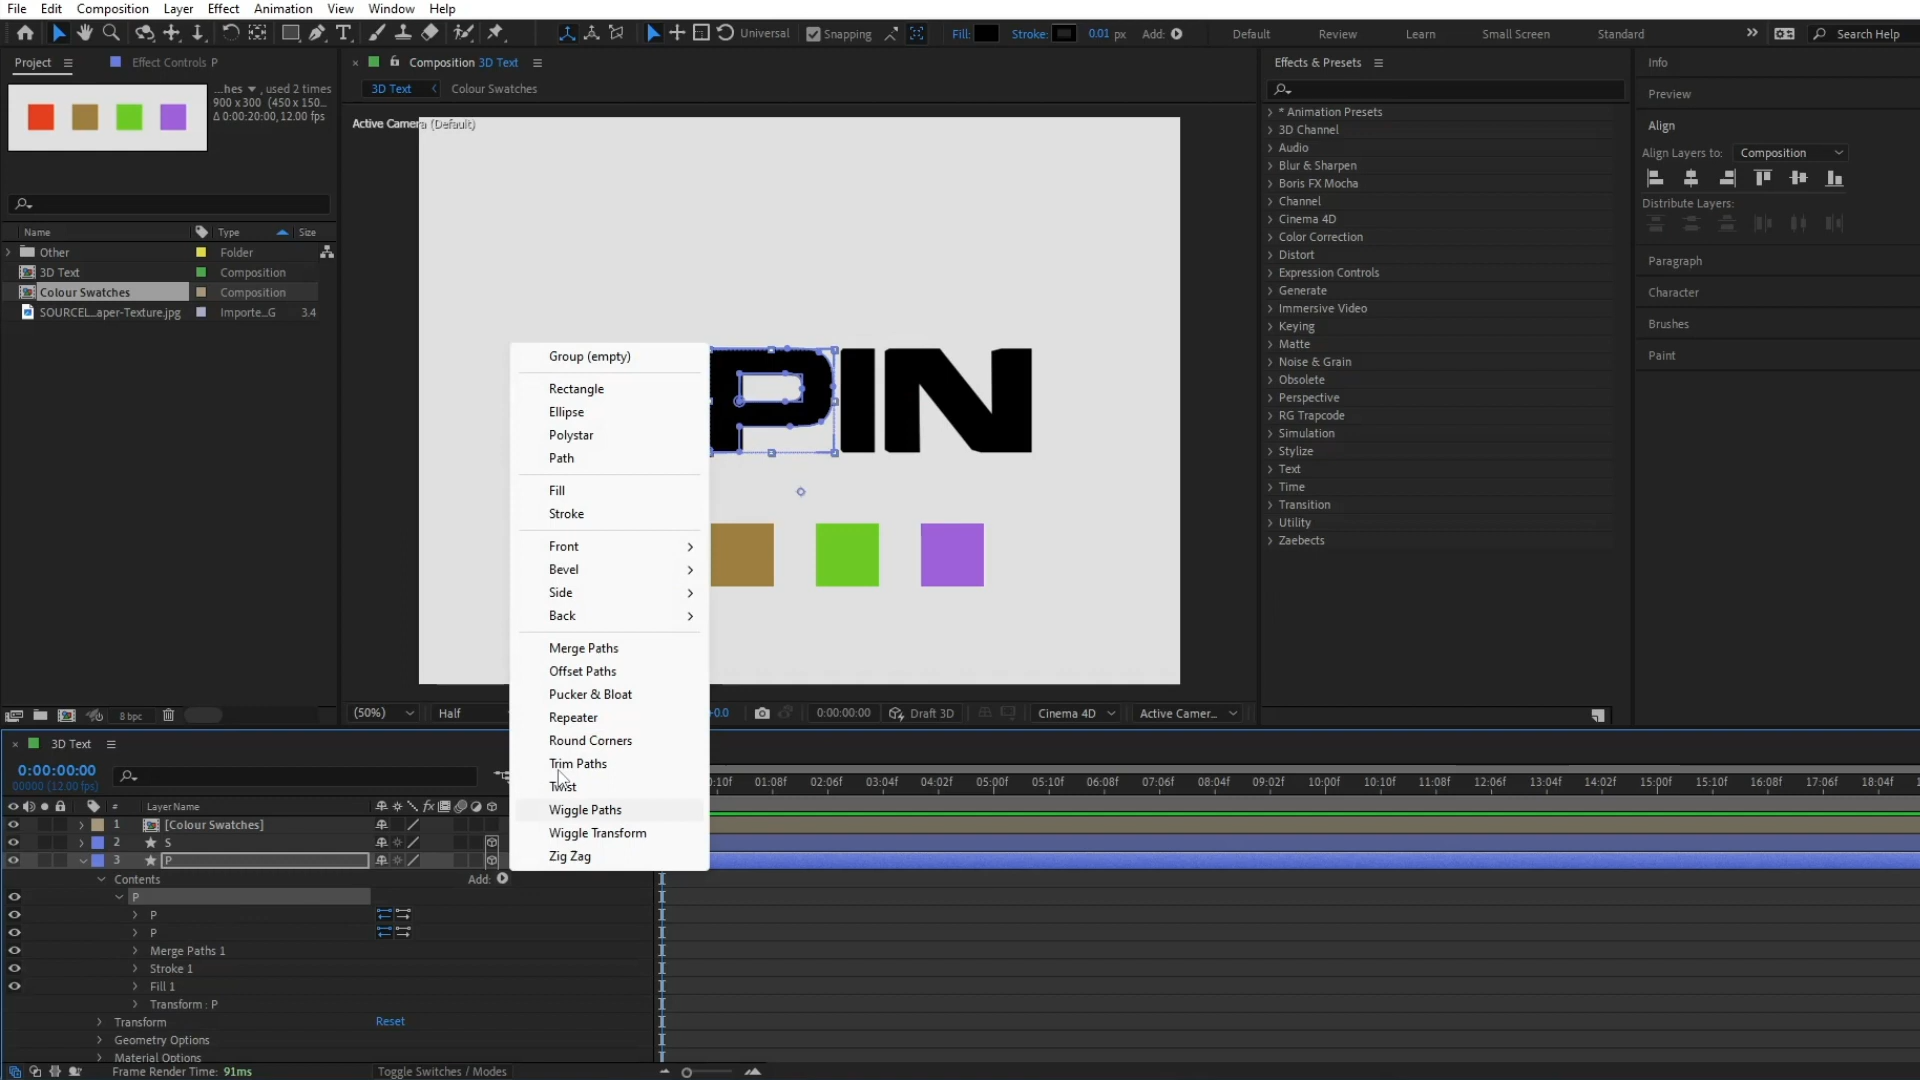 File Edit Composition Layer Effect Animation View Window Help
Universal Snapping Fill: Stroke: 0.01 px Add: Default Review Learn Small Screen Standard Search Help
Project Effect Controls P
...hes , used 2 times
900 x 300 (450 x 150...
Δ 0:00:20:00, 12.00 fps
Name Type Size
Other Folder
3D Text Composition
Colour Swatches Composition
SOURCEL...aper-Texture.jpg Importe...G 3.4
8 bpc
Composition 3D Text
3D Text Colour Swatches
Active Camera (Default)
PIN
Group (empty)
Rectangle
Ellipse
Polystar
Path
Fill
Stroke
Front
Bevel
Side
Back
Merge Paths
Offset Paths
Pucker & Bloat
Repeater
Round Corners
Trim Paths
Twist
Wiggle Paths
Wiggle Transform
Zig Zag
(50%) Half +0.0 0:00:00:00 Draft 3D Cinema 4D Active Camer...
Effects & Presets
* Animation Presets
3D Channel
Audio
Blur & Sharpen
Boris FX Mocha
Channel
Cinema 4D
Color Correction
Distort
Expression Controls
Generate
Immersive Video
Keying
Matte
Noise & Grain
Obsolete
Perspective
RG Trapcode
Simulation
Stylize
Text
Time
Transition
Utility
Zaebects
Info
Preview
Align
Align Layers to: Composition
Distribute Layers:
Paragraph
Character
Brushes
Paint
3D Text
0:00:00:00
00000 (12.00 fps)
# Layer Name
1 [Colour Swatches]
2 S
3 P
Contents Add:
P
P
P
Merge Paths 1
Stroke 1
Fill 1
Transform : P
Transform Reset
Geometry Options
Material Options
Frame Render Time: 91ms Toggle Switches / Modes
0:10f 01:08f 02:06f 03:04f 04:02f 05:00f 05:10f 06:08f 07:06f 08:04f 09:02f 10:00f 10:10f 11:08f 12:06f 13:04f 14:02f 15:00f 15:10f 16:08f 17:06f 18:04f